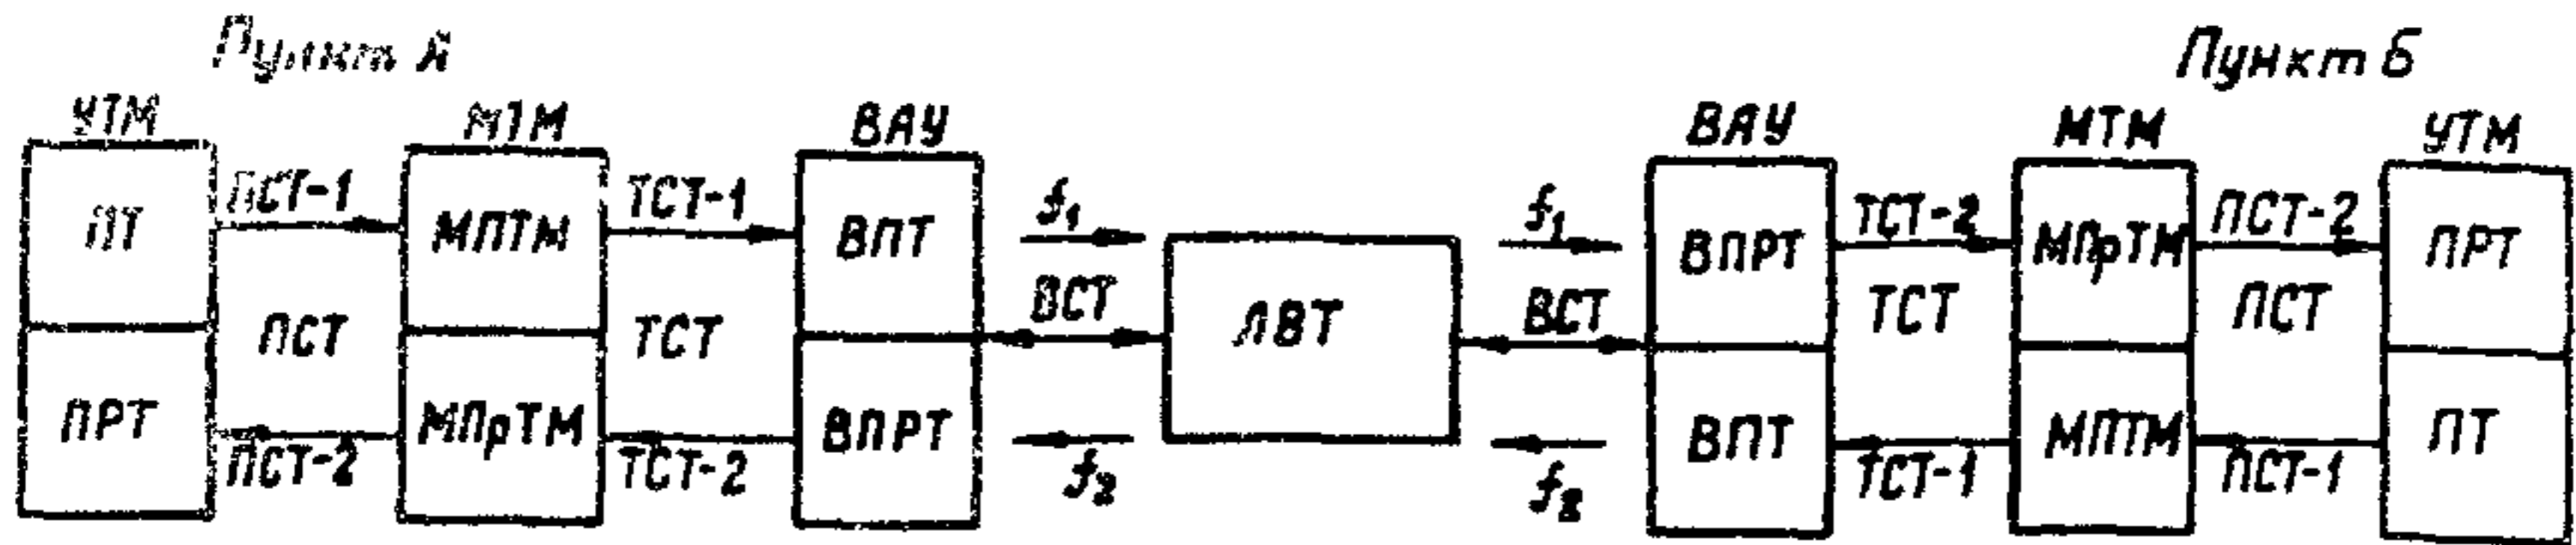 Пункт А
Пункт Б
УТМ
МТМ
ВАУ
ВАУ
МТМ
УТМ
ПТ
ПСТ-1
МПТМ
ТСТ-1
ВПТ
f₁
f₁
ВПРТ
ТСТ-2
МПрТМ
ПСТ-2
ПРТ
ПСТ
ТСТ
ВСТ
ЛВТ
ВСТ
ТСТ
ПСТ
ПРТ
ПСТ-2
МПрТМ
ТСТ-2
ВПРТ
f₂
f₂
ВПТ
ТСТ-1
МПТМ
ПСТ-1
ПТ